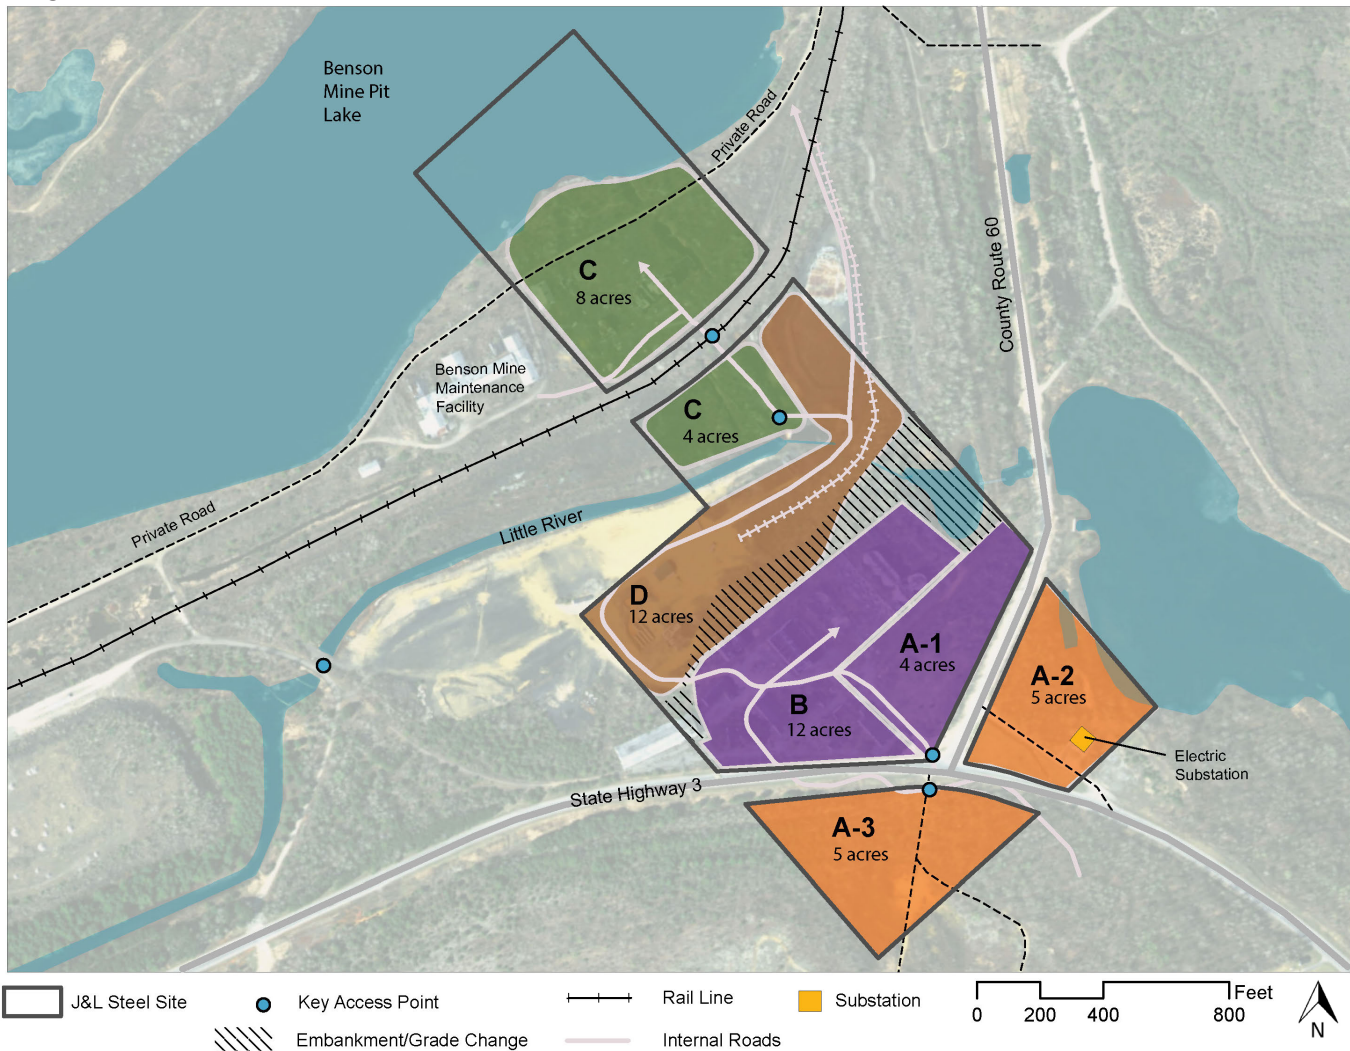 Benson
Mine Pit
Lake
Private Road
County Route 60
C
8 acres
Benson Mine
Maintenance
Facility
C
4 acres
Private Road
Little River
D
12 acres
A-1
4 acres
A-2
5 acres
B
12 acres
Electric
Substation
State Highway 3
A-3
5 acres
J&L Steel Site
Key Access Point
Rail Line
Substation
Feet
0 200 400 800
N
Embankment/Grade Change
Internal Roads